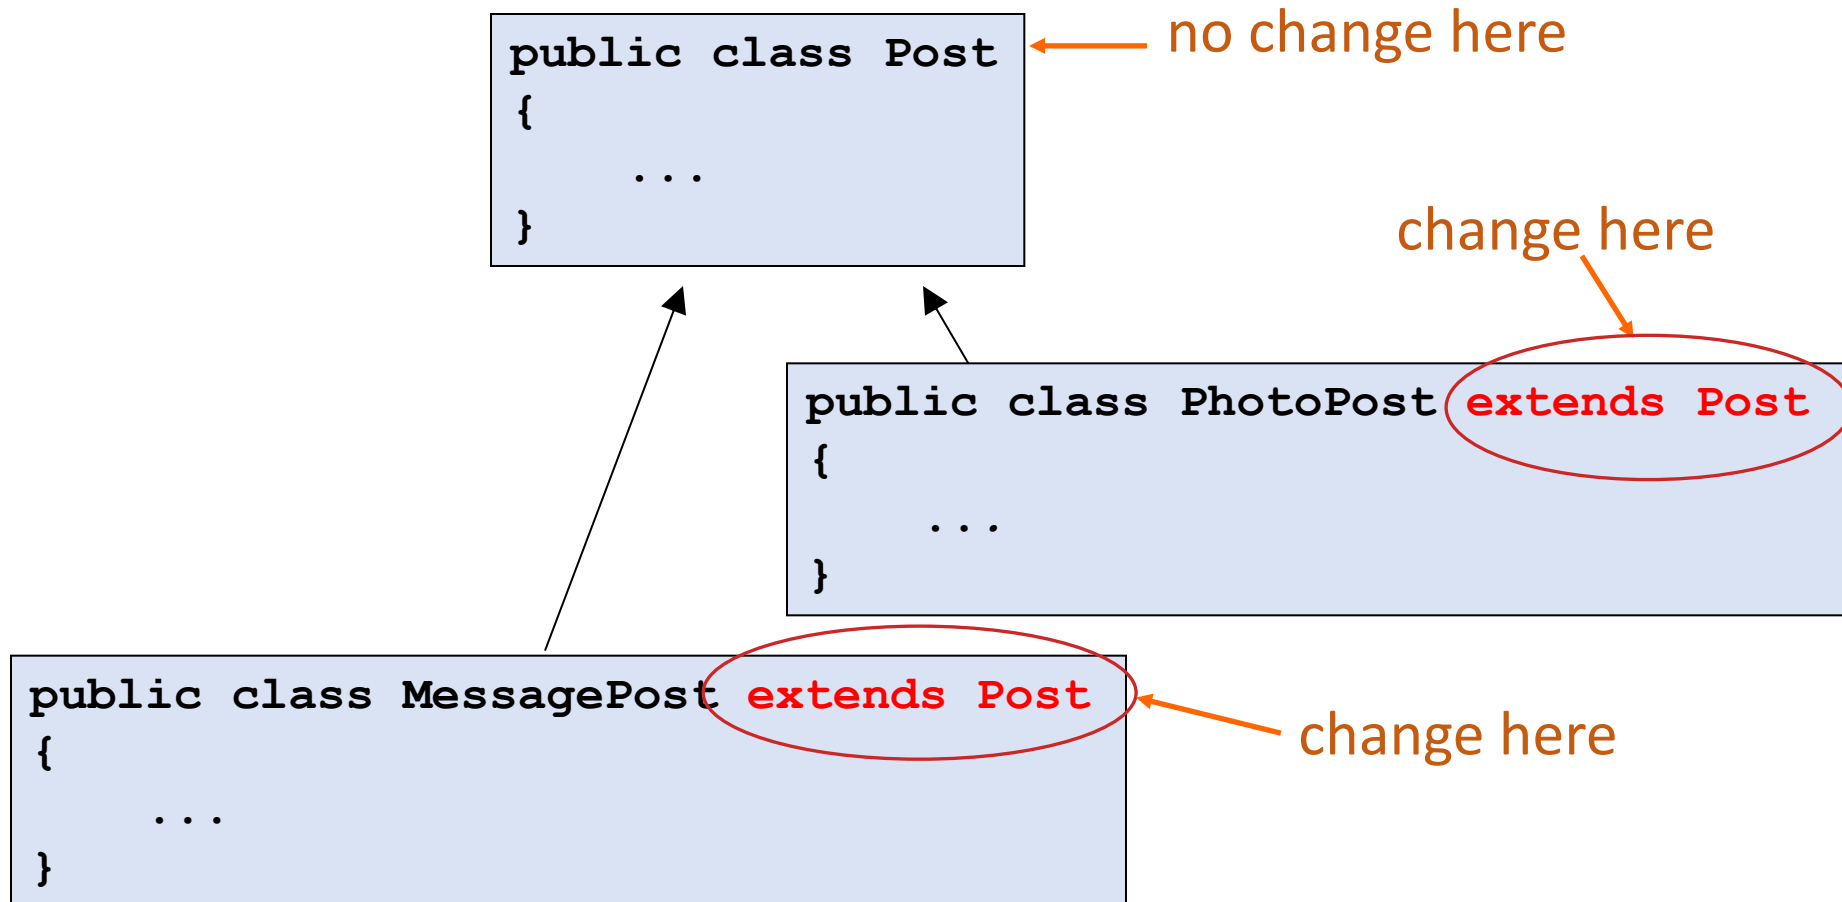 public class Post
{
...
}
no change here
change here
public class PhotoPost extends Post
{
...
}
public class MessagePost extends Post
{
...
}
change here